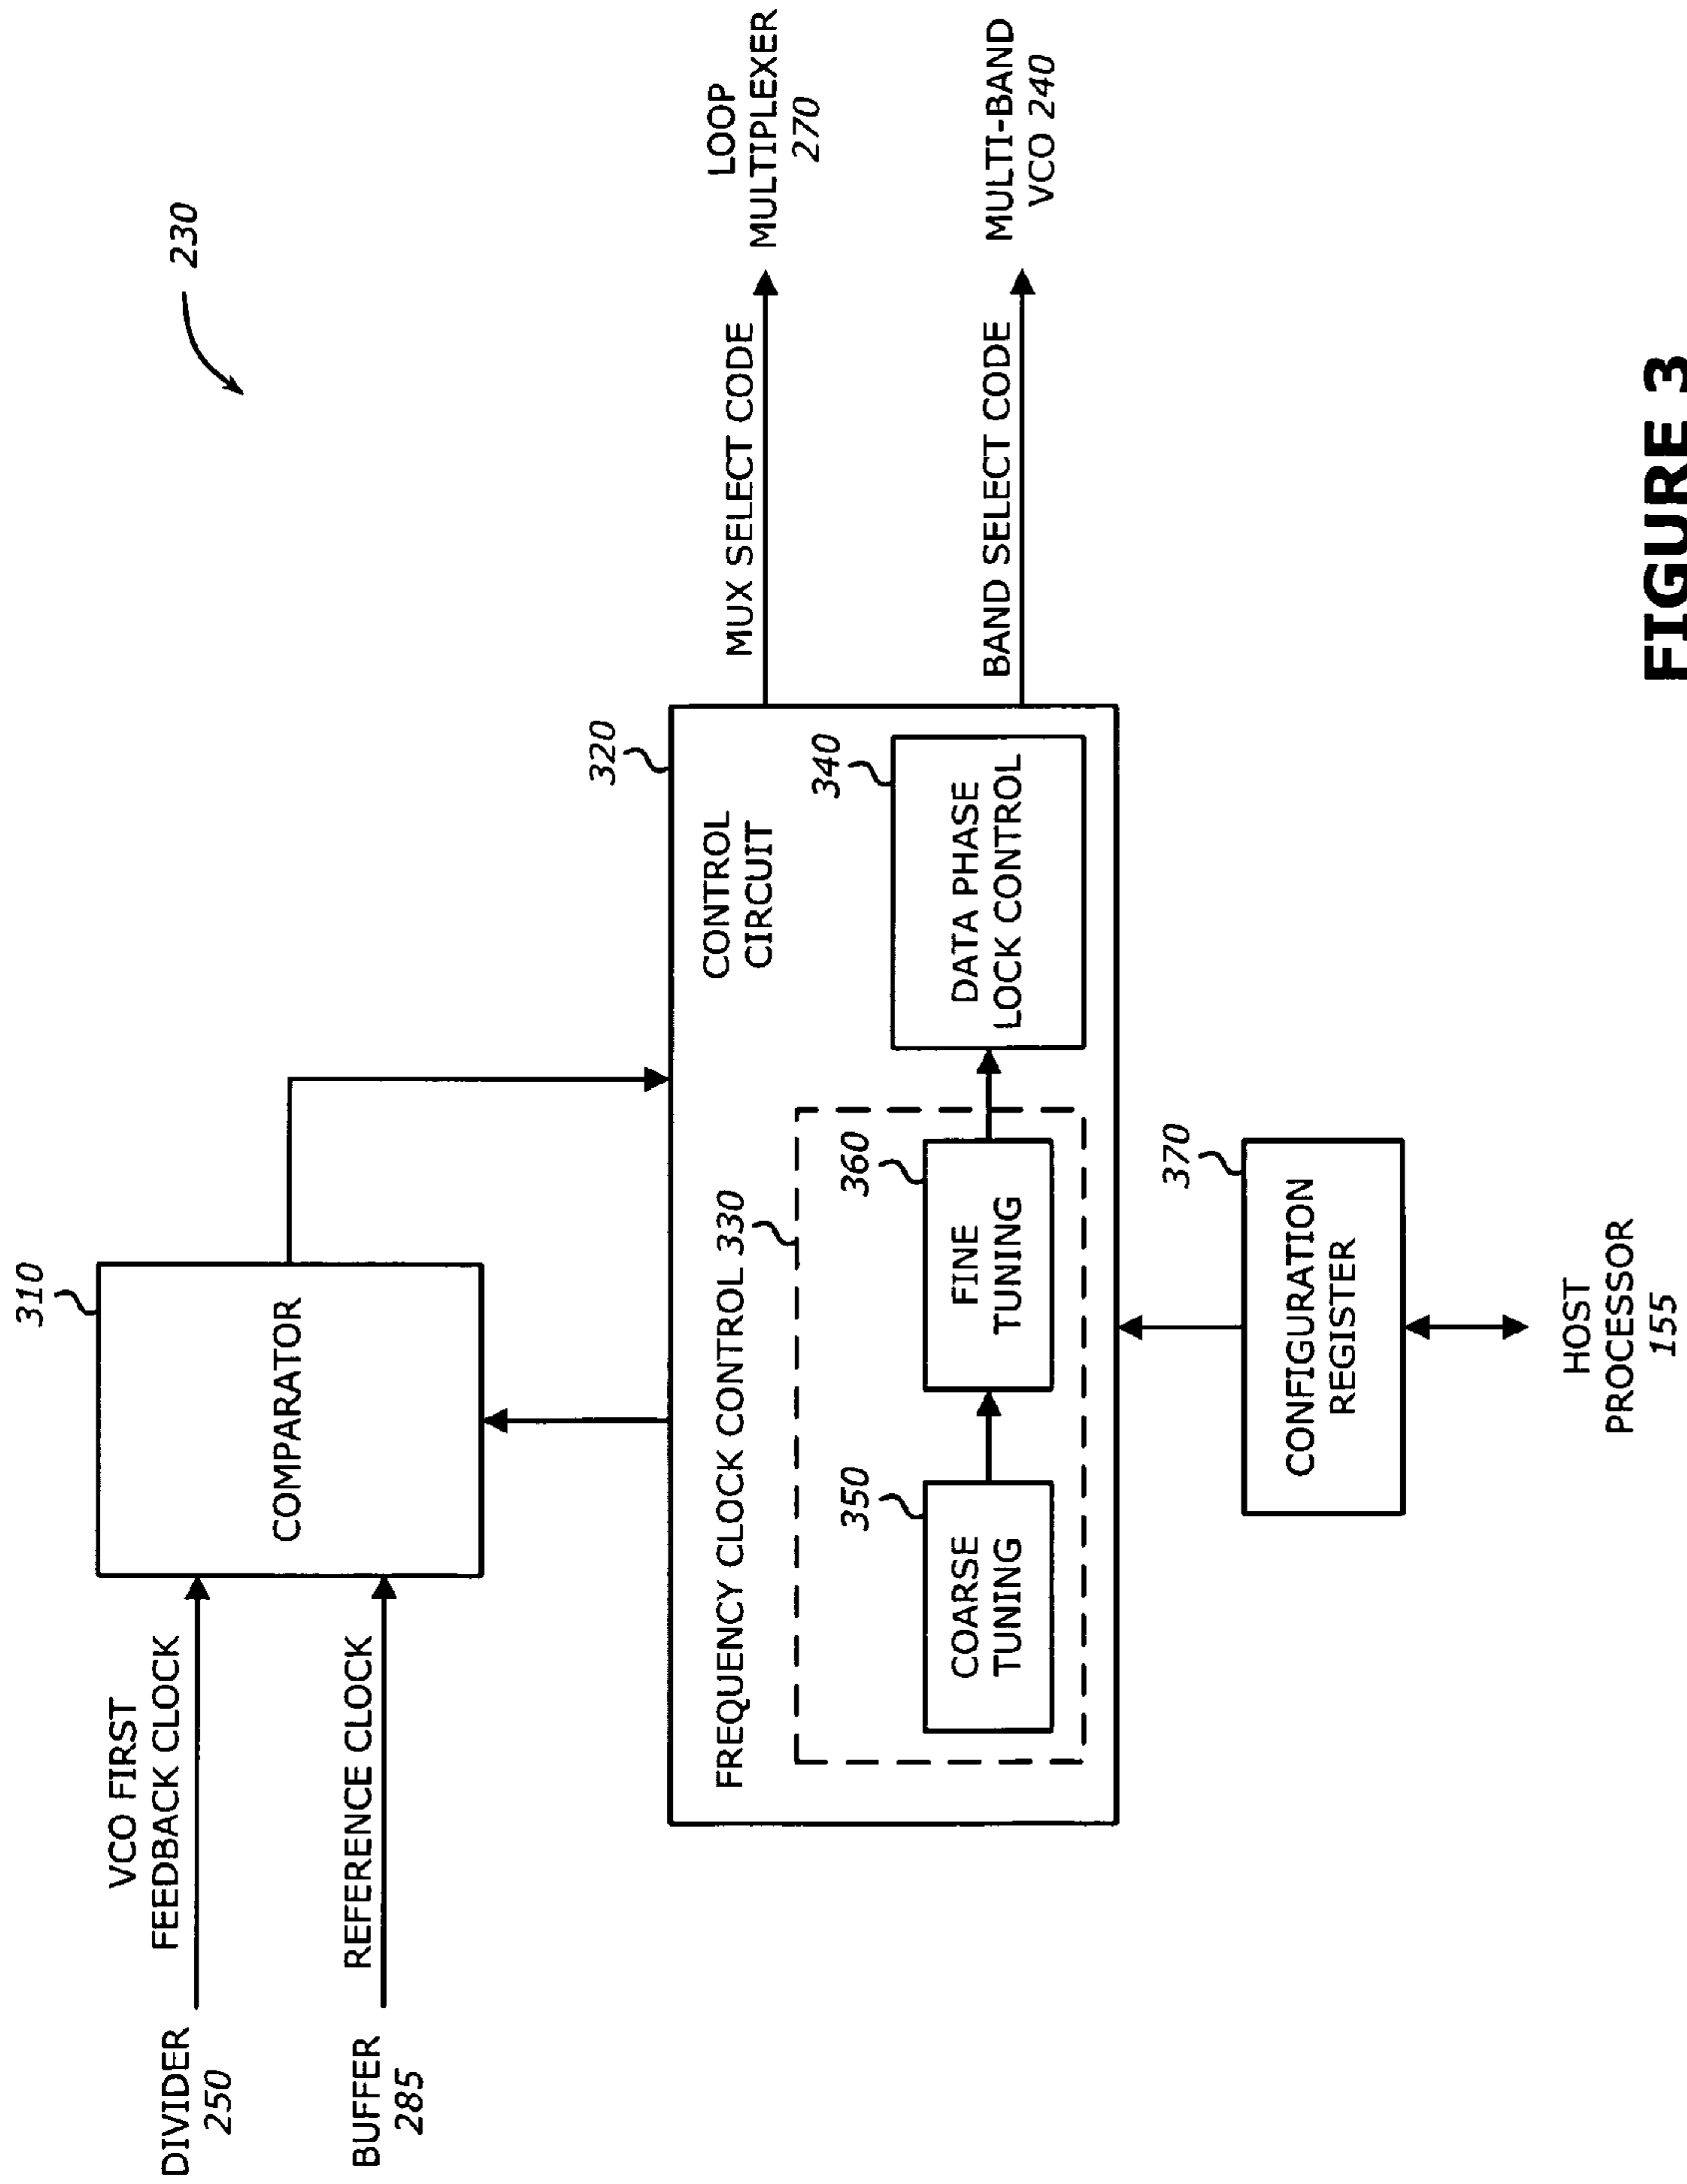 230
DIVIDER
250
VCO FIRST
FEEDBACK CLOCK
BUFFER
285
REFERENCE CLOCK
310
COMPARATOR
320
CONTROL
CIRCUIT
FREQUENCY CLOCK CONTROL 330
350
COARSE
TUNING
360
FINE
TUNING
340
DATA PHASE
LOCK CONTROL
MUX SELECT CODE
LOOP
MULTIPLEXER
270
BAND SELECT CODE
MULTI-BAND
VCO 240
370
CONFIGURATION
REGISTER
HOST
PROCESSOR
155
FIGURE 3